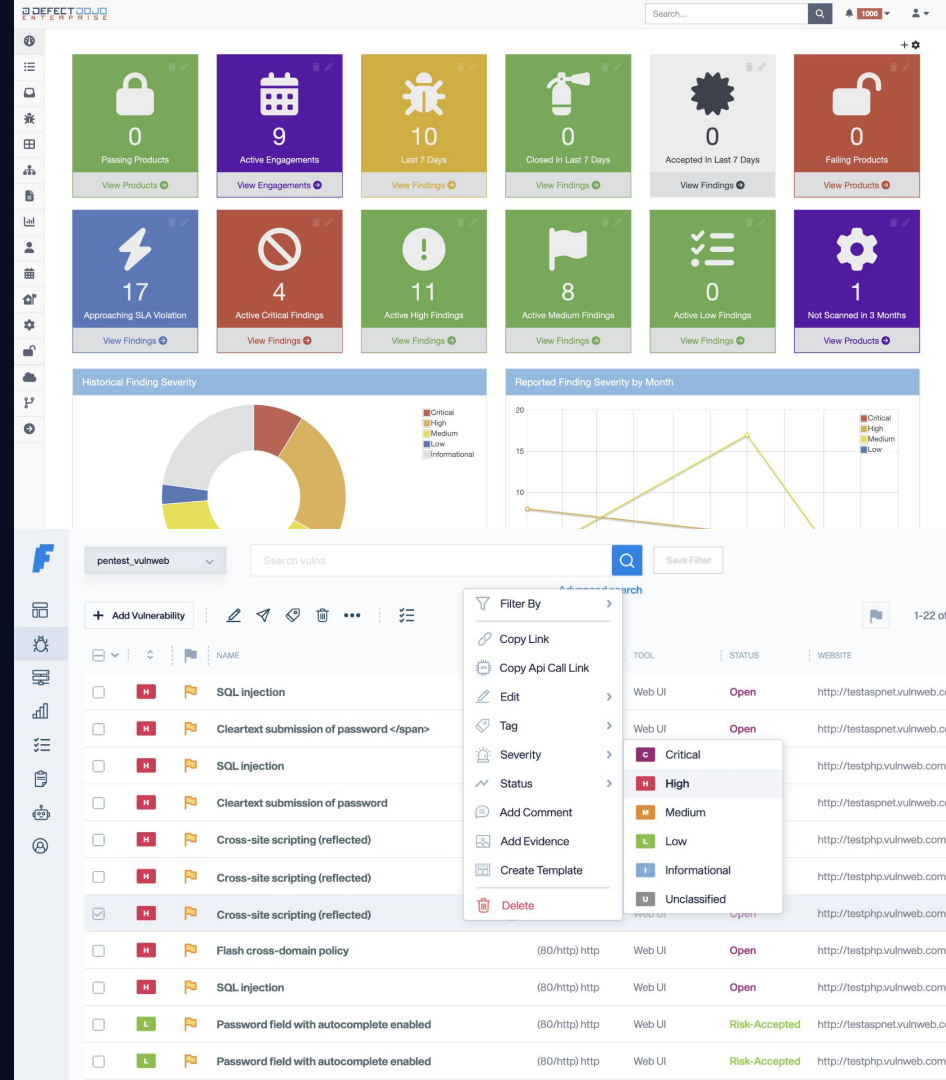 DEFECTDOJO
ENTERPRISE
Search...
1006
0
Passing Products
View Products
9
Active Engagements
View Engagements
10
Last 7 Days
View Findings
0
Closed In Last 7 Days
View Findings
0
Accepted In Last 7 Days
View Findings
0
Failing Products
View Products
17
Approaching SLA Violation
View Findings
4
Active Critical Findings
View Findings
11
Active High Findings
View Findings
8
Active Medium Findings
View Findings
0
Active Low Findings
View Findings
1
Not Scanned in 3 Months
View Products
Historical Finding Severity
Critical
High
Medium
Low
Informational
Reported Finding Severity by Month
20
15
10
Critical
High
Medium
Low
pentest_vulnweb
Search vulns
Save Filter
search
+ Add Vulnerability
1-22 of
NAME
TOOL
STATUS
WEBSITE
H SQL injection Web UI Open http://testaspnet.vulnweb.co
H Cleartext submission of password </span> Web UI Open http://testaspnet.vulnweb.co
H SQL injection http://testphp.vulnweb.com
H Cleartext submission of password http://testaspnet.vulnweb.co
H Cross-site scripting (reflected) http://testphp.vulnweb.com
H Cross-site scripting (reflected) http://testphp.vulnweb.com
H Cross-site scripting (reflected) Web UI Open http://testphp.vulnweb.com
H Flash cross-domain policy (80/http) http Web UI Open http://testphp.vulnweb.com
H SQL injection (80/http) http Web UI Open http://testphp.vulnweb.com
L Password field with autocomplete enabled (80/http) http Web UI Risk-Accepted http://testaspnet.vulnweb.co
L Password field with autocomplete enabled (80/http) http Web UI Risk-Accepted http://testphp.vulnweb.com
Filter By
Copy Link
API Copy Api Call Link
Edit
Tag
Severity
Status
Add Comment
Add Evidence
Create Template
Delete
C Critical
H High
M Medium
L Low
I Informational
U Unclassified